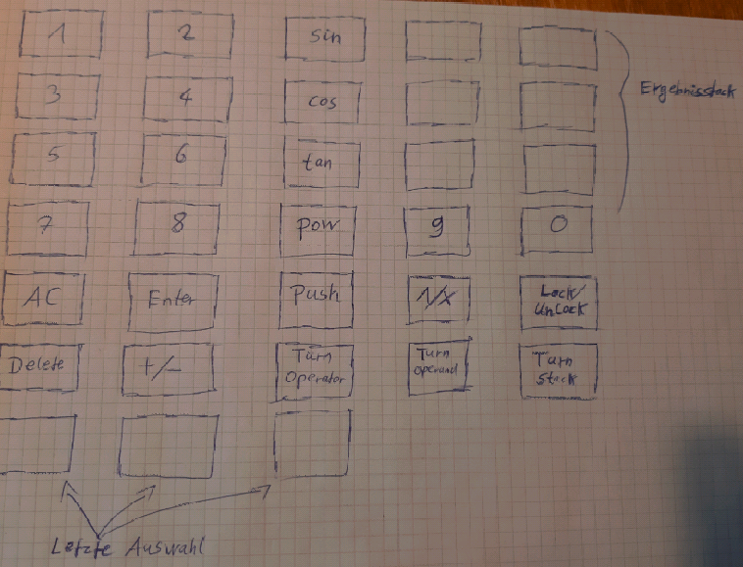 1 2 sin
3 4 cos Ergebnisstack
5 6 tan
7 8 pow 9 0
AC Enter Push 1/x Lock/
UnLock
Delete +/- Turn
Operator Turn
Operand Turn
Stack
Letzte Auswahl